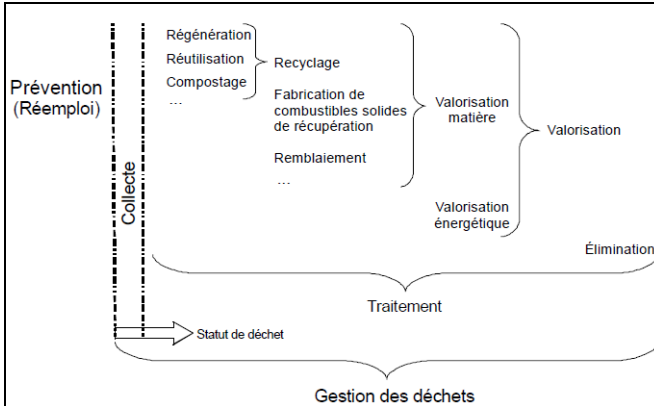 Prévention
(Réemploi)
Collecte
Régénération
Réutilisation
Compostage
...
Recyclage
Fabrication de
combustibles solides
de récupération
Remblaiement
...
Valorisation
matière
Valorisation
énergétique
Valorisation
Élimination
Traitement
Statut de déchet
Gestion des déchets